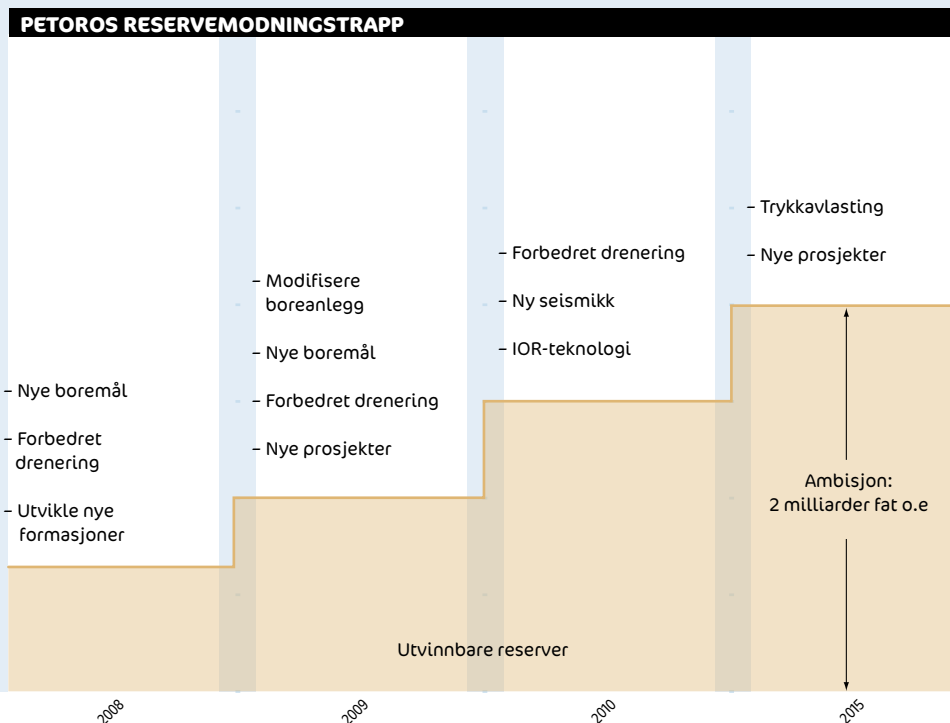 PETOROS RESERVEMODNINGSTRAPP
– Nye boremål
– Forbedret
drenering
– Utvikle nye
formasjoner
– Modifisere
boreanlegg
– Nye boremål
– Forbedret drenering
– Nye prosjekter
– Forbedret drenering
– Ny seismikk
– IOR-teknologi
– Trykkavlasting
– Nye prosjekter
Ambisjon:
2 milliarder fat o.e
Utvinnbare reserver
2008
2009
2010
2015